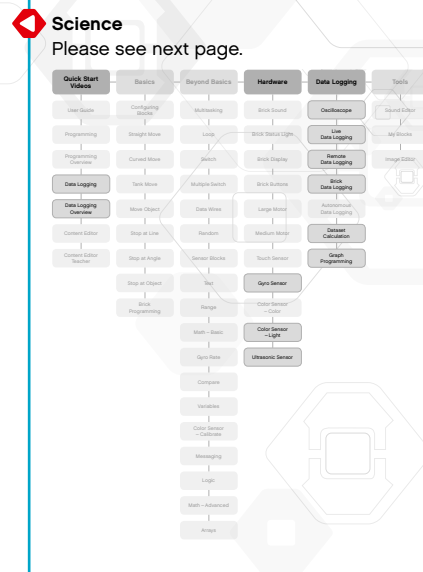 Science
Please see next page.
Quick Start
Videos
Basics
Beyond Basics
Hardware
Data Logging
Tools
User Guide
Programming
Programming
Overview
Data Logging
Data Logging
Overview
Content Editor
Content Editor
Teacher
Configuring
Blocks
Straight Move
Curved Move
Tank Move
Move Object
Stop at Line
Stop at Angle
Stop at Object
Brick
Programming
Multitasking
Loop
Switch
Multiple Switch
Data Wires
Random
Sensor Blocks
Text
Range
Math – Basic
Gyro Rate
Compare
Variables
Color Sensor
– Calibrate
Messaging
Logic
Math – Advanced
Arrays
Brick Sound
Brick Status Light
Brick Display
Brick Buttons
Large Motor
Medium Motor
Touch Sensor
Gyro Sensor
Color Sensor
– Color
Color Sensor
– Light
Ultrasonic Sensor
Oscilloscope
Live
Data Logging
Remote
Data Logging
Brick
Data Logging
Autonomous
Data Logging
Dataset
Calculation
Graph
Programming
Sound Editor
My Blocks
Image Editor